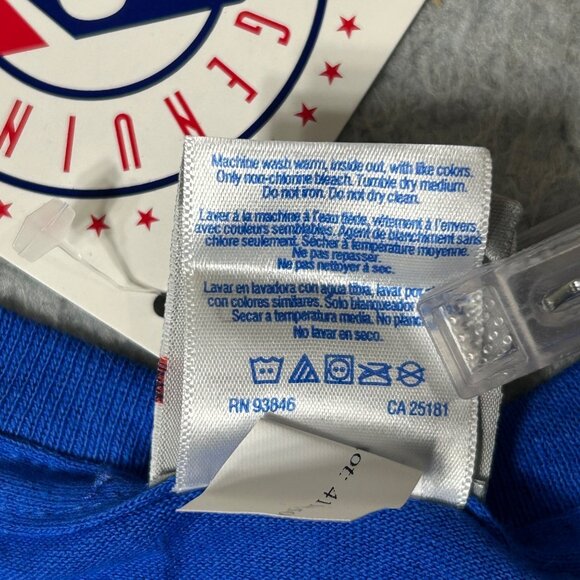 GENUIN
Machine wash warm, inside out, with like colors.
Only non-chlorine bleach. Tumble dry medium.
Do not iron. Do not dry clean.
Laver à la machine à l'eau tiède, vêtement à l'envers
avec couleurs semblables. Agent de blanchiment sans
chlore seulement. Sécher à température moyenne.
Ne pas repasser.
Ne pas nettoyer à sec.
Lavar en lavadora con agua tibia, lavar por
con colores similares. Solo blanqueador
Secar a temperatura media. No
No lavar en seco.
RN 93846
CA 25181